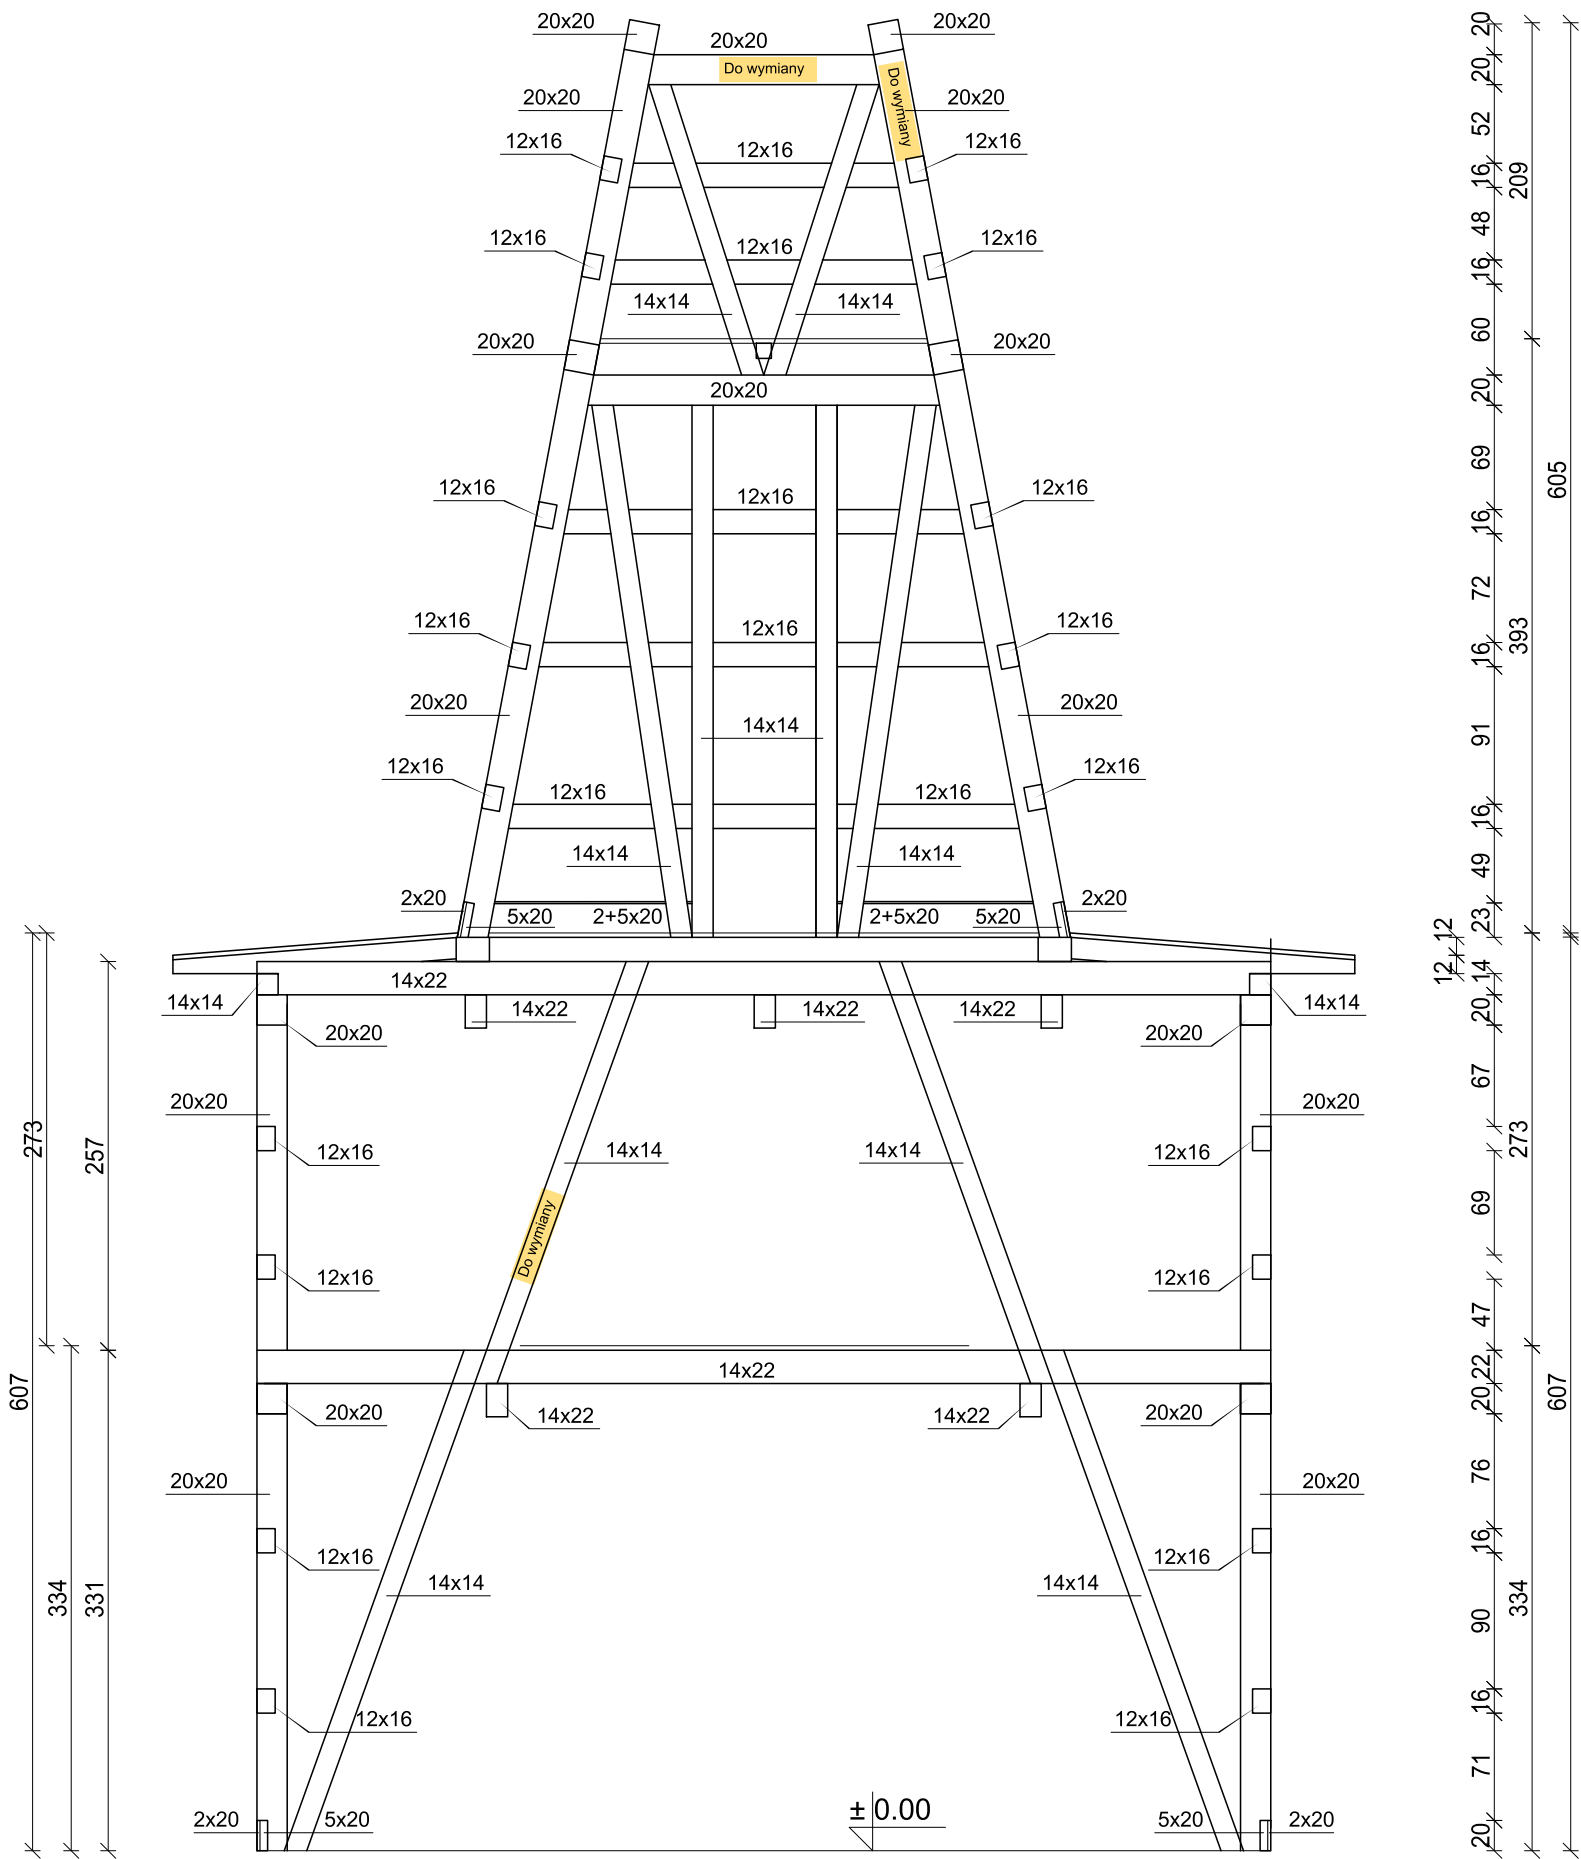 20x20 20x20 20
20x20
Do wymiany
20
20x20 Do wymiany 20x20 52
12x16 12x16 12x16
16 209
12x16 12x16 12x16 48
16
14x14 14x14
20x20 20x20 60
20x20 20
69
12x16 12x16 12x16 605
16
72
12x16 12x16 12x16
16 393
20x20 20x20
14x14 91
12x16 12x16
12x16 12x16 16
14x14 14x14 49
2x20 2x20
5x20 2+5x20 2+5x20 5x20 23
12
12 14
14x22
14x14 14x14
14x22 14x22 14x22 20
20x20 20x20
67
20x20 20x20
273 257 273
12x16 14x14 14x14 12x16
69
Do wymiany
12x16 12x16
47
14x22 22
607 20 607
20x20 14x22 14x22 20x20
76
20x20 20x20
16
12x16 12x16
334 331 14x14 14x14 90 334
16
12x16 12x16
71
± 0.00
2x20 5x20 5x20 2x20 20